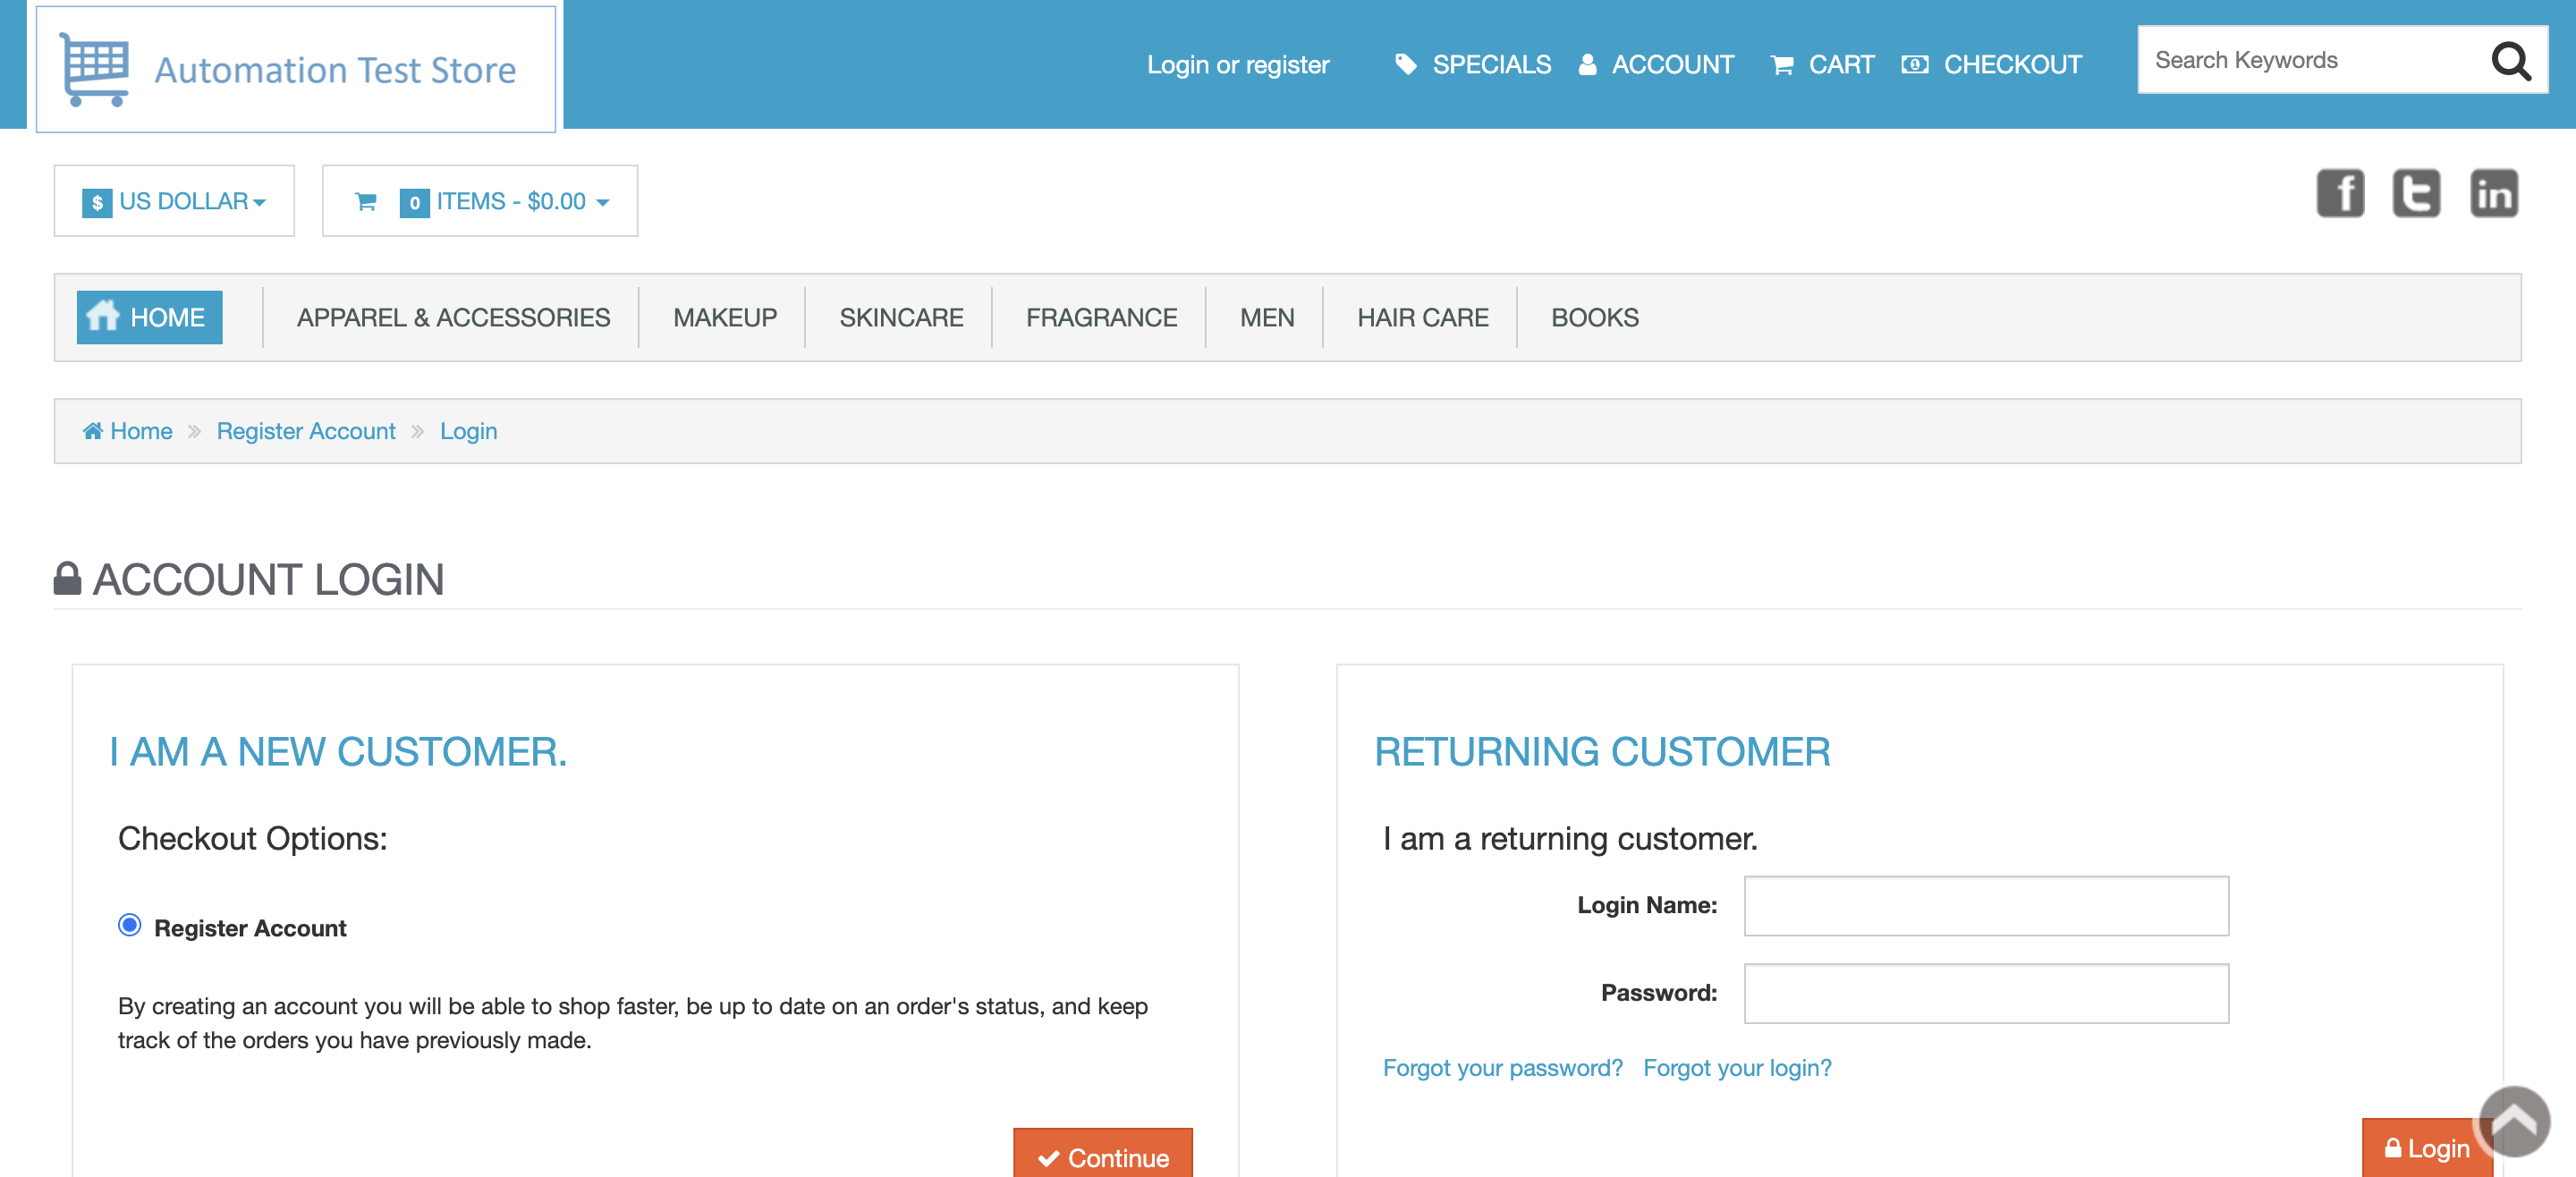 Automation Test Store
Login or register SPECIALS ACCOUNT CART CHECKOUT Search Keywords
$ US DOLLAR 0 ITEMS - $0.00
f t in
HOME APPAREL & ACCESSORIES MAKEUP SKINCARE FRAGRANCE MEN HAIR CARE BOOKS
Home » Register Account » Login
ACCOUNT LOGIN
I AM A NEW CUSTOMER.
Checkout Options:
Register Account
By creating an account you will be able to shop faster, be up to date on an order's status, and keep
track of the orders you have previously made.
Continue
RETURNING CUSTOMER
I am a returning customer.
Login Name:
Password:
Forgot your password? Forgot your login?
Login